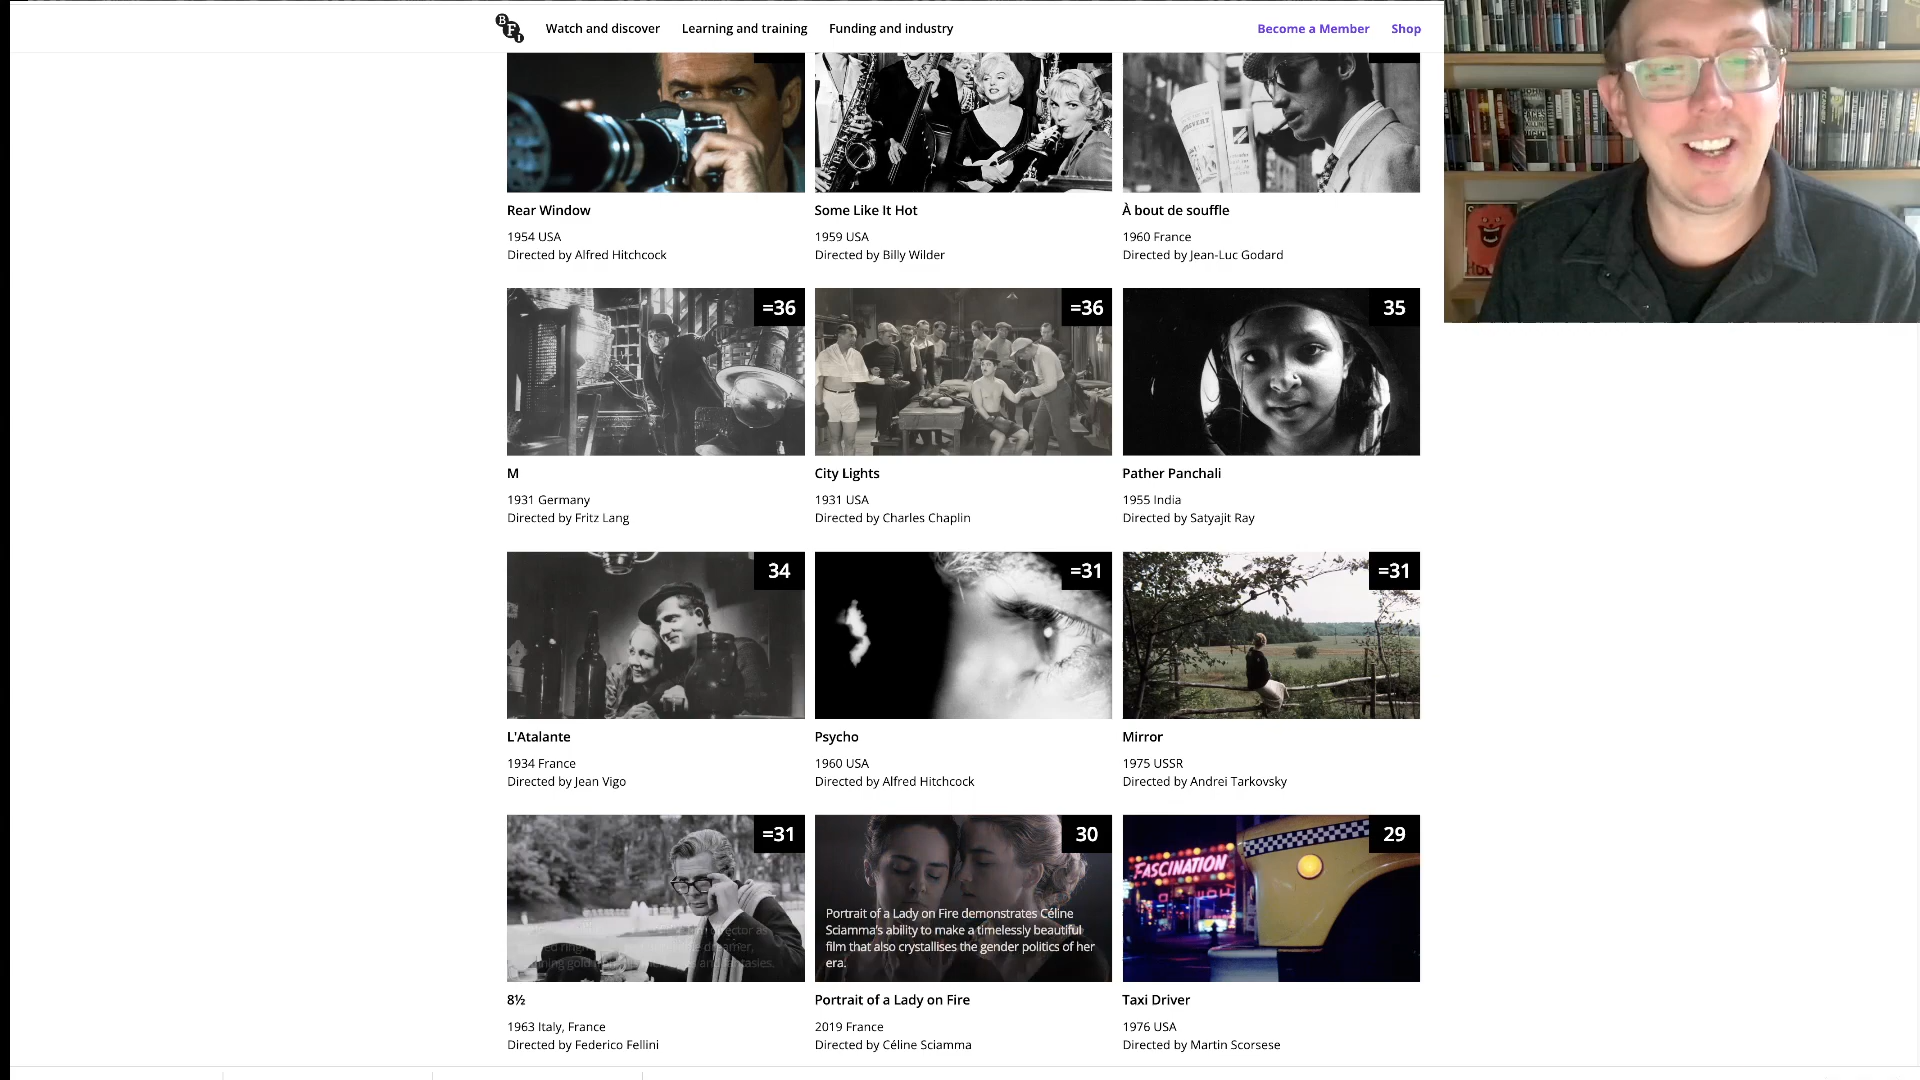 BFI
Watch and discover
Learning and training
Funding and industry
Become a Member
Shop
Rear Window
1954 USA
Directed by Alfred Hitchcock
Some Like It Hot
1959 USA
Directed by Billy Wilder
À bout de souffle
1960 France
Directed by Jean-Luc Godard
=36
M
1931 Germany
Directed by Fritz Lang
=36
City Lights
1931 USA
Directed by Charles Chaplin
35
Pather Panchali
1955 India
Directed by Satyajit Ray
34
L'Atalante
1934 France
Directed by Jean Vigo
=31
Psycho
1960 USA
Directed by Alfred Hitchcock
=31
Mirror
1975 USSR
Directed by Andrei Tarkovsky
=31
8½
1963 Italy, France
Directed by Federico Fellini
30
Portrait of a Lady on Fire demonstrates Céline
Sciamma's ability to make a timelessly beautiful
film that also crystallises the gender politics of her
era.
Portrait of a Lady on Fire
2019 France
Directed by Céline Sciamma
29
FASCINATION
Taxi Driver
1976 USA
Directed by Martin Scorsese